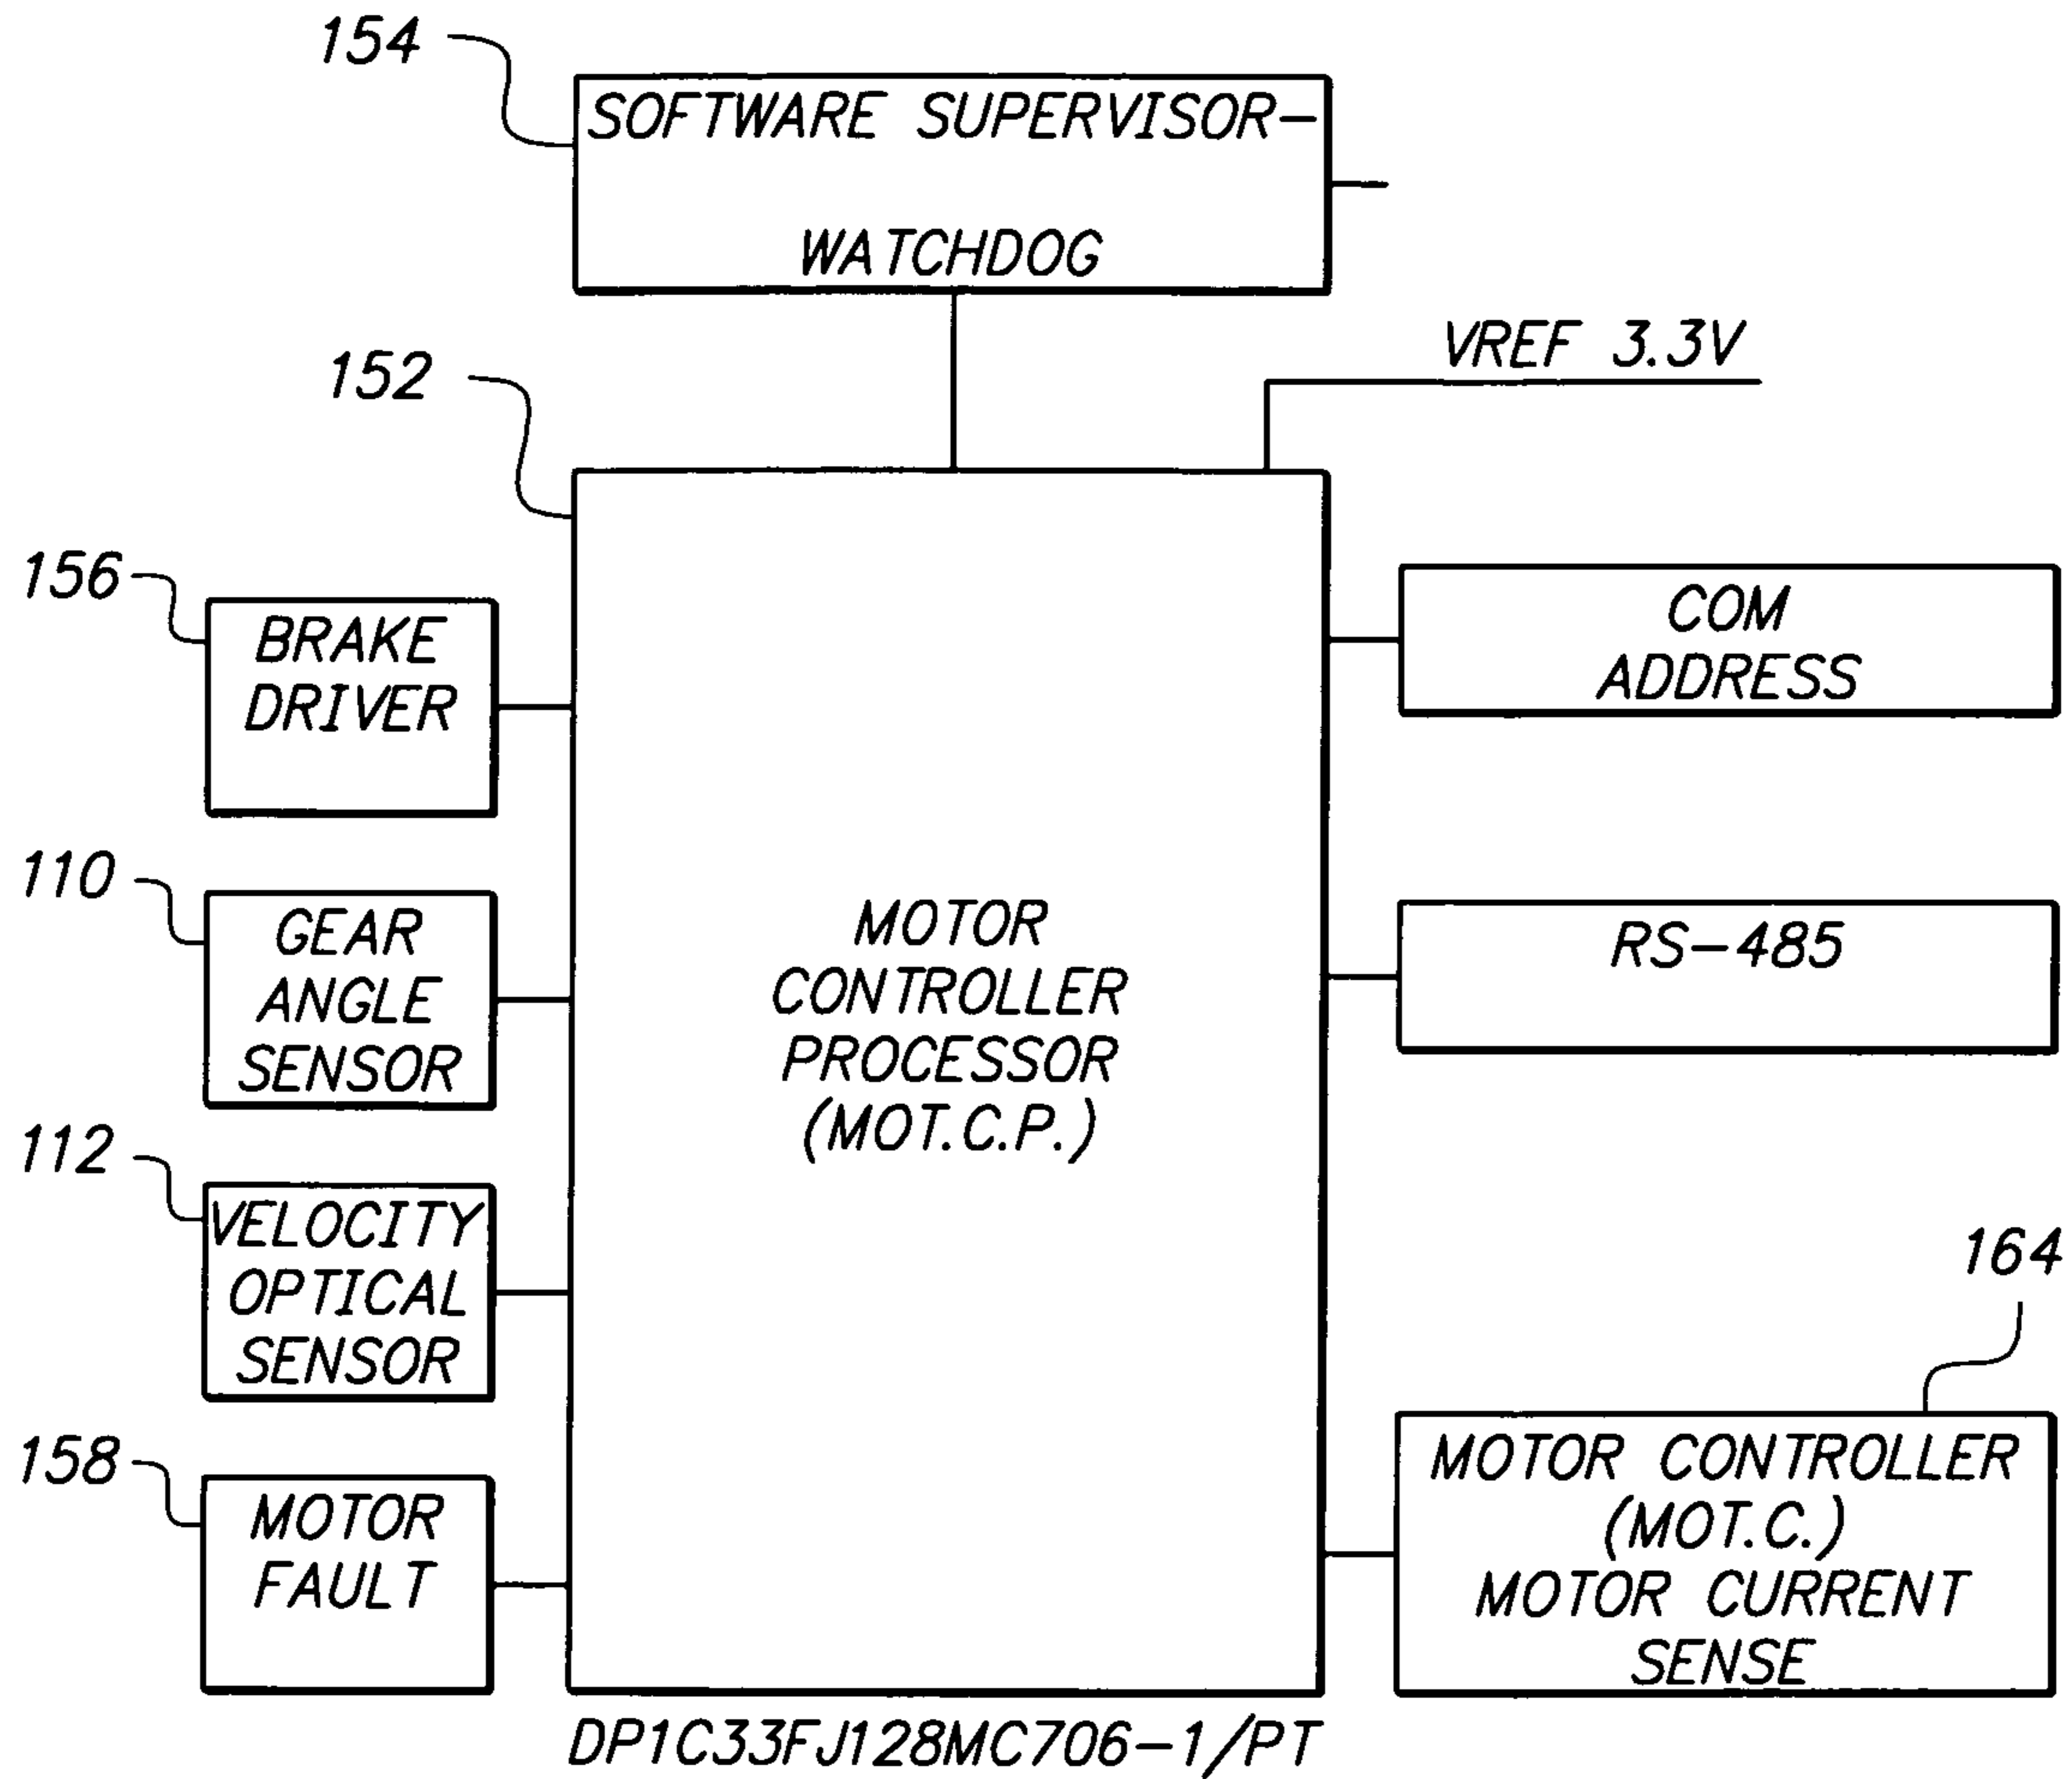 154
SOFTWARE SUPERVISOR-
WATCHDOG
VREF 3.3V
152
156
BRAKE
DRIVER
COM
ADDRESS
110
GEAR
ANGLE
SENSOR
MOTOR
CONTROLLER
PROCESSOR
(MOT.C.P.)
RS-485
112
VELOCITY
OPTICAL
SENSOR
164
158
MOTOR
FAULT
MOTOR CONTROLLER
(MOT.C.)
MOTOR CURRENT
SENSE
DP1C33FJ128MC706-1/PT